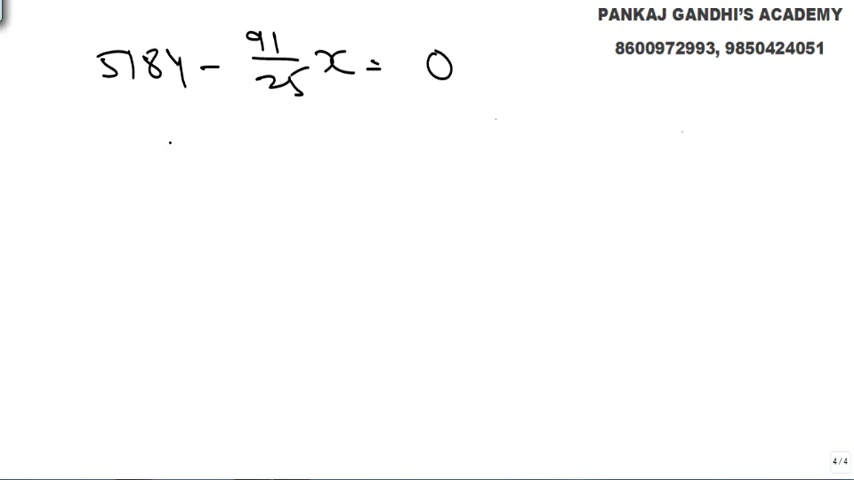 PANKAJ GANDHI'S ACADEMY
8600972993, 9850424051
5184 - 91/25 x = 0
4/4